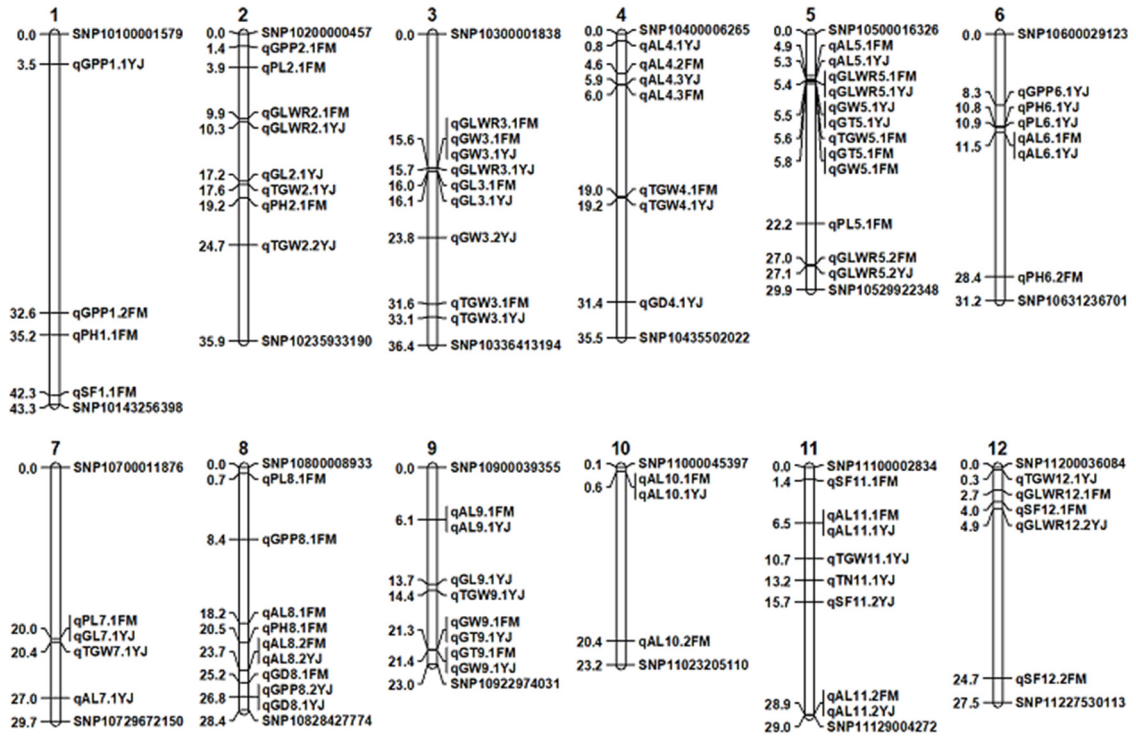 1
0.0 SNP10100001579
3.5 qGPP1.1YJ
32.6 qGPP1.2FM
35.2 qPH1.1FM
42.3 qSF1.1FM
43.3 SNP10143256398
2
0.0 SNP10200000457
1.4 qGPP2.1FM
3.9 qPL2.1FM
9.9 qGLWR2.1FM
10.3 qGLWR2.1YJ
17.2 qGL2.1YJ
17.6 qTGW2.1YJ
19.2 qPH2.1FM
24.7 qTGW2.2YJ
35.9 SNP10235933190
3
0.0 SNP10300001838
qGLWR3.1FM
15.6 qGW3.1FM
qGW3.1YJ
15.7 qGLWR3.1YJ
16.0 qGL3.1FM
16.1 qGL3.1YJ
23.8 qGW3.2YJ
31.6 qTGW3.1FM
33.1 qTGW3.1YJ
36.4 SNP10336413194
4
0.0 SNP10400006265
0.8 qAL4.1YJ
4.6 qAL4.2FM
5.9 qAL4.3YJ
6.0 qAL4.3FM
19.0 qTGW4.1FM
19.2 qTGW4.1YJ
31.4 qGD4.1YJ
35.5 SNP10435502022
5
0.0 SNP10500016326
4.9 qAL5.1FM
5.3 qAL5.1YJ
5.4 qGLWR5.1FM
qGLWR5.1YJ
5.5 qGW5.1YJ
qGT5.1YJ
5.6 qTGW5.1FM
5.8 qGT5.1FM
qGW5.1FM
22.2 qPL5.1FM
27.0 qGLWR5.2FM
27.1 qGLWR5.2YJ
29.9 SNP10529922348
6
0.0 SNP10600029123
8.3 qGPP6.1YJ
10.8 qPH6.1YJ
10.9 qPL6.1YJ
11.5 qAL6.1FM
qAL6.1YJ
28.4 qPH6.2FM
31.2 SNP10631236701
7
0.0 SNP10700011876
20.0 qPL7.1FM
qGL7.1YJ
20.4 qTGW7.1YJ
27.0 qAL7.1YJ
29.7 SNP10729672150
8
0.0 SNP10800008933
0.7 qPL8.1FM
8.4 qGPP8.1FM
18.2 qAL8.1FM
20.5 qPH8.1FM
23.7 qAL8.2FM
qAL8.2YJ
25.2 qGD8.1FM
26.8 qGPP8.2YJ
qGD8.1YJ
28.4 SNP10828427774
9
0.0 SNP10900039355
6.1 qAL9.1FM
qAL9.1YJ
13.7 qGL9.1YJ
14.4 qTGW9.1YJ
21.3 qGW9.1FM
qGT9.1YJ
21.4 qGT9.1FM
qGW9.1YJ
23.0 SNP10922974031
10
0.1 SNP11000045397
0.6 qAL10.1FM
qAL10.1YJ
20.4 qAL10.2FM
23.2 SNP11023205110
11
0.0 SNP11100002834
1.4 qSF11.1FM
6.5 qAL11.1FM
qAL11.1YJ
10.7 qTGW11.1YJ
13.2 qTN11.1YJ
15.7 qSF11.2YJ
28.9 qAL11.2FM
qAL11.2YJ
29.0 SNP11129004272
12
0.0 SNP11200036084
0.3 qTGW12.1YJ
2.7 qGLWR12.1FM
4.0 qSF12.1FM
4.9 qGLWR12.2YJ
24.7 qSF12.2FM
27.5 SNP11227530113